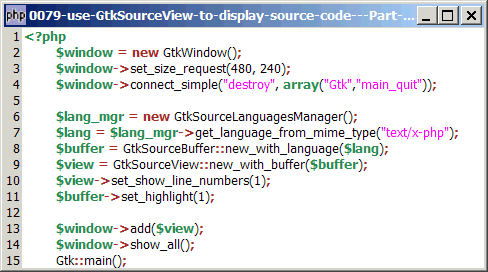 php 0079-use-GtkSourceView-to-display-source-code---Part-...
1 <?php
2 $window = new GtkWindow();
3 $window->set_size_request(480, 240);
4 $window->connect_simple("destroy", array("Gtk","main_quit"));
5
6 $lang_mgr = new GtkSourceLanguagesManager();
7 $lang = $lang_mgr->get_language_from_mime_type("text/x-php");
8 $buffer = GtkSourceBuffer::new_with_language($lang);
9 $view = GtkSourceView::new_with_buffer($buffer);
10 $view->set_show_line_numbers(1);
11 $buffer->set_highlight(1);
12
13 $window->add($view);
14 $window->show_all();
15 Gtk::main();